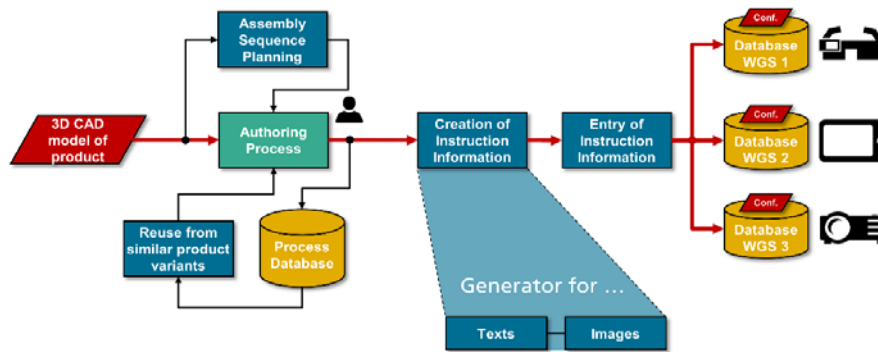 Assembly
Sequence
Planning
3D CAD
model of
product
Authoring
Process
Creation of
Instruction
Information
Entry of
Instruction
Information
Conf.
Database
WGS 1
Conf.
Database
WGS 2
Conf.
Database
WGS 3
Reuse from
similar product
variants
Process
Database
Generator for ...
Texts
Images